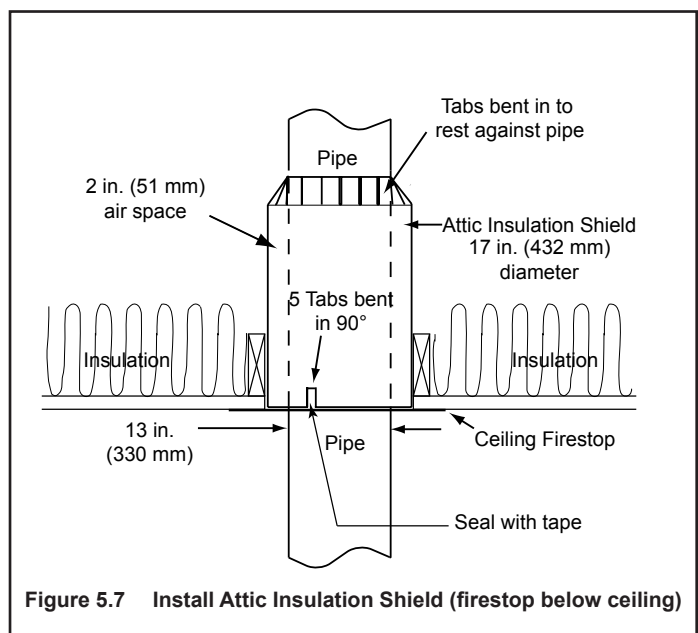 Tabs bent in to
rest against pipe
Pipe
2 in. (51 mm)
air space
Attic Insulation Shield
17 in. (432 mm)
diameter
5 Tabs bent
in 90°
Insulation
Insulation
13 in.
(330 mm)
Pipe
Ceiling Firestop
Seal with tape
Figure 5.7 Install Attic Insulation Shield (firestop below ceiling)